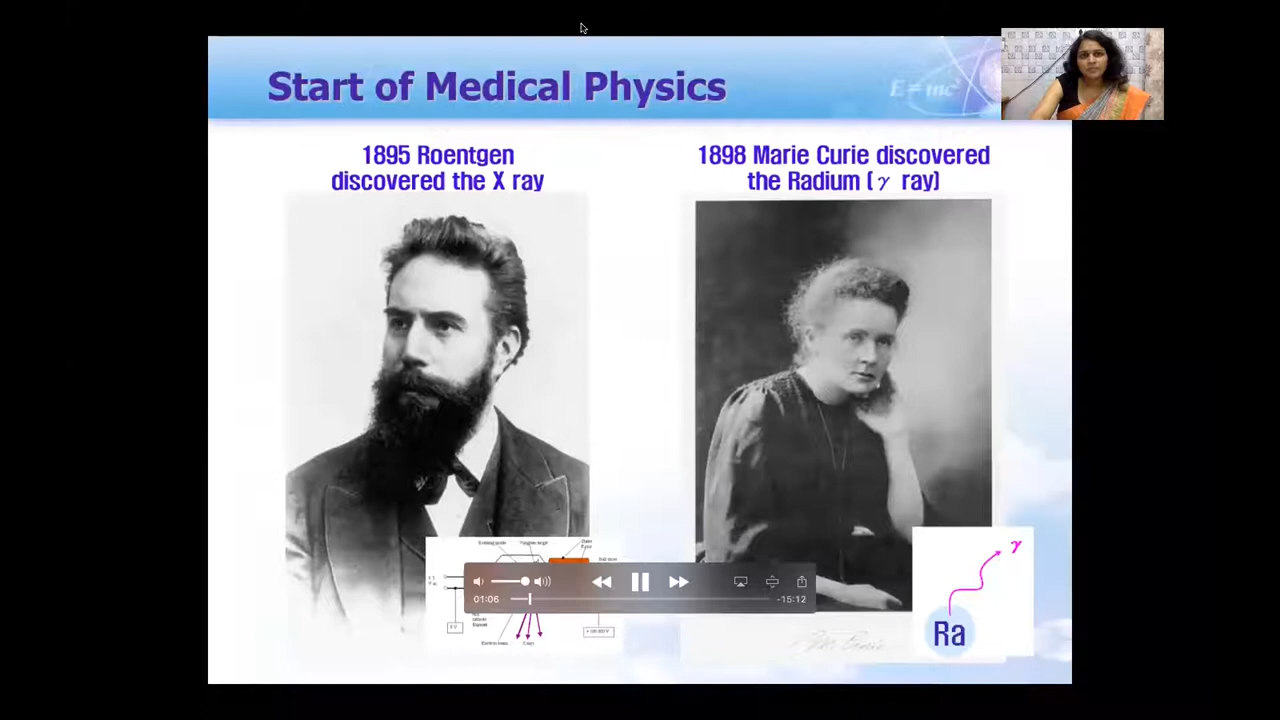 Start of Medical Physics
E=mc²
1895 Roentgen
discovered the X ray
1898 Marie Curie discovered
the Radium (γ ray)
γ
Ra
01:06
-15:12